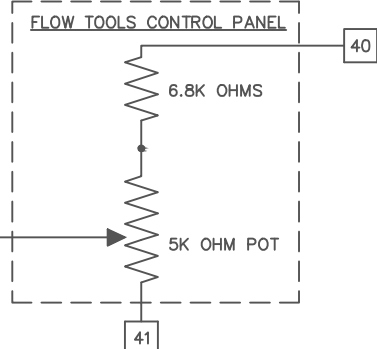 FLOW TOOLS CONTROL PANEL
40
6.8K OHMS
5K OHM POT
41